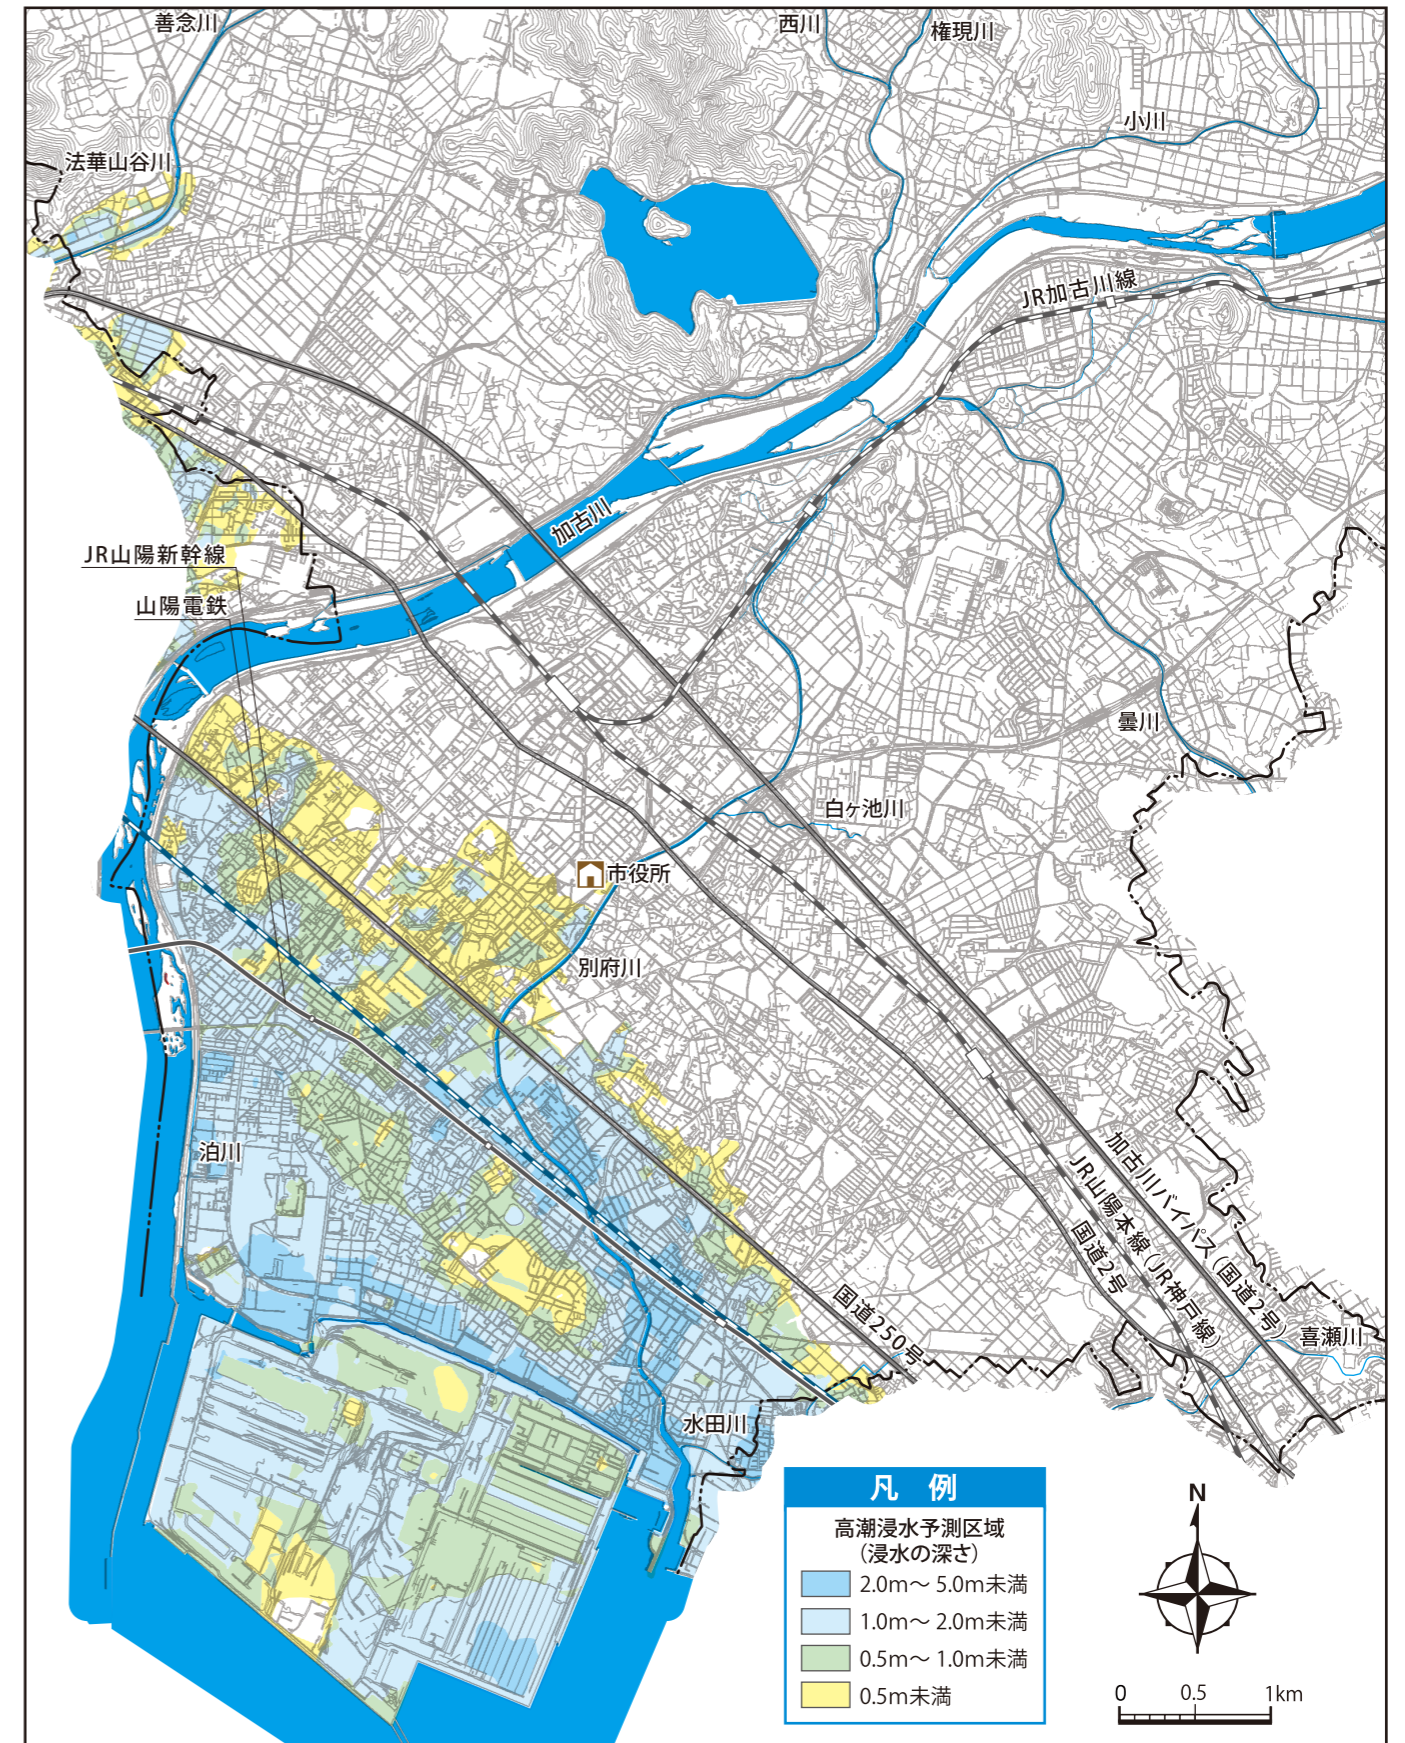 善念川
西川
権現川
小川
法華山谷川
JR加古川線
加古川
JR山陽新幹線
山陽電鉄
曇川
白ヶ池川
市役所
別府川
泊川
加古川バイパス(国道2号)
JR山陽本線(JR神戸線)
国道2号
国道250号
喜瀬川
水田川
凡 例
高潮浸水予測区域
(浸水の深さ)
2.0m〜 5.0m未満
1.0m〜 2.0m未満
0.5m〜 1.0m未満
0.5m未満
N
0 0.5 1km